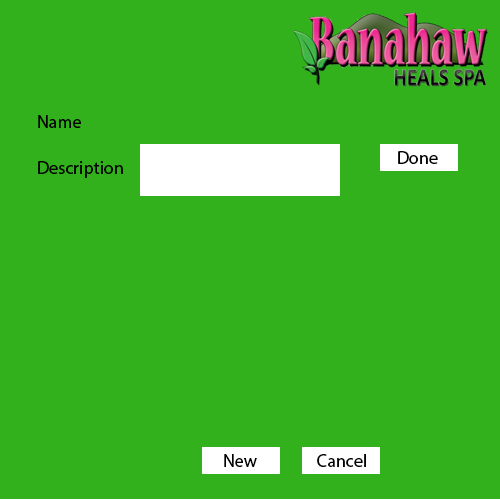 Banahaw
HEALS SPA
Name
Description
Done
New
Cancel